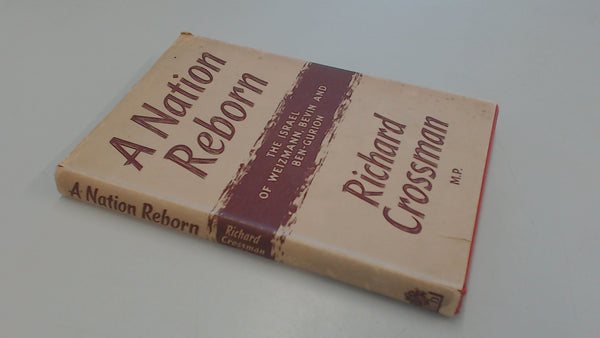 A Nation
Reborn
THE ISRAEL
OF WEIZMANN, BEVIN AND
BEN-GURION
Richard
Crossman
M.P.
A Nation Reborn
Richard
Crossman